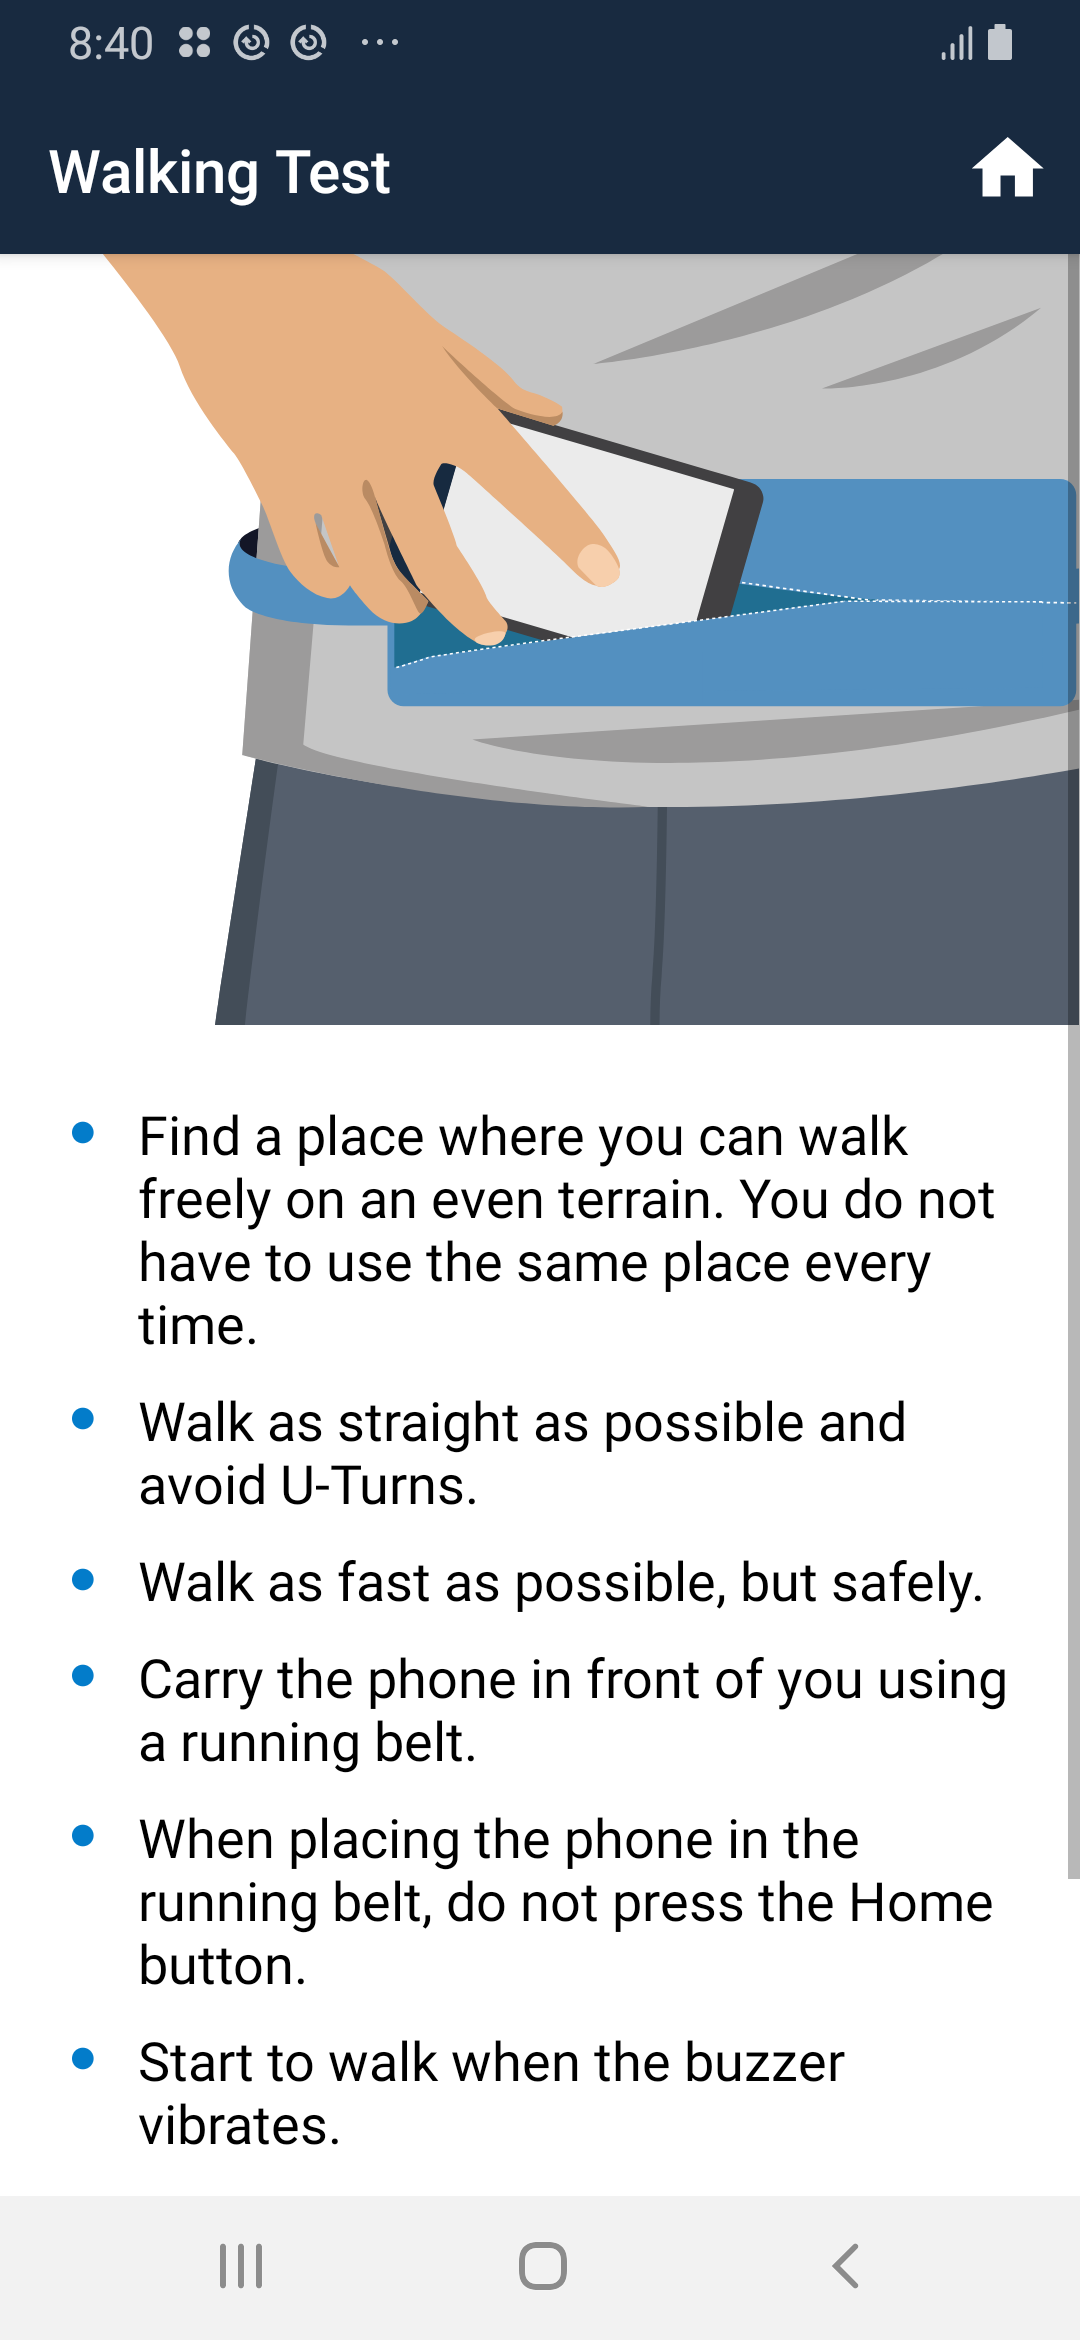 8:40
Walking Test
Find a place where you can walk
freely on an even terrain. You do not
have to use the same place every
time.
Walk as straight as possible and
avoid U-Turns.
Walk as fast as possible, but safely.
Carry the phone in front of you using
a running belt.
When placing the phone in the
running belt, do not press the Home
button.
Start to walk when the buzzer
vibrates.